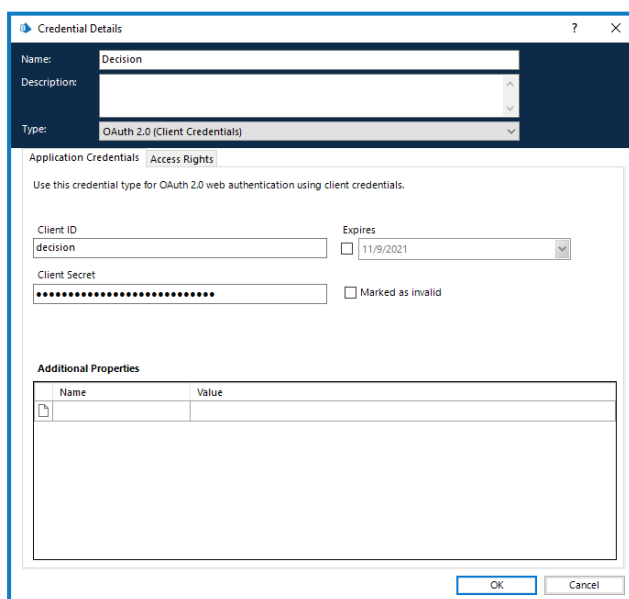 Credential Details ? X
Name: Decision
Description:
Type: OAuth 2.0 (Client Credentials)
Application Credentials Access Rights
Use this credential type for OAuth 2.0 web authentication using client credentials.
Client ID Expires
decision 11/9/2021
Client Secret
•••••••••••••••••••••••••••• Marked as invalid
Additional Properties
Name Value
OK Cancel